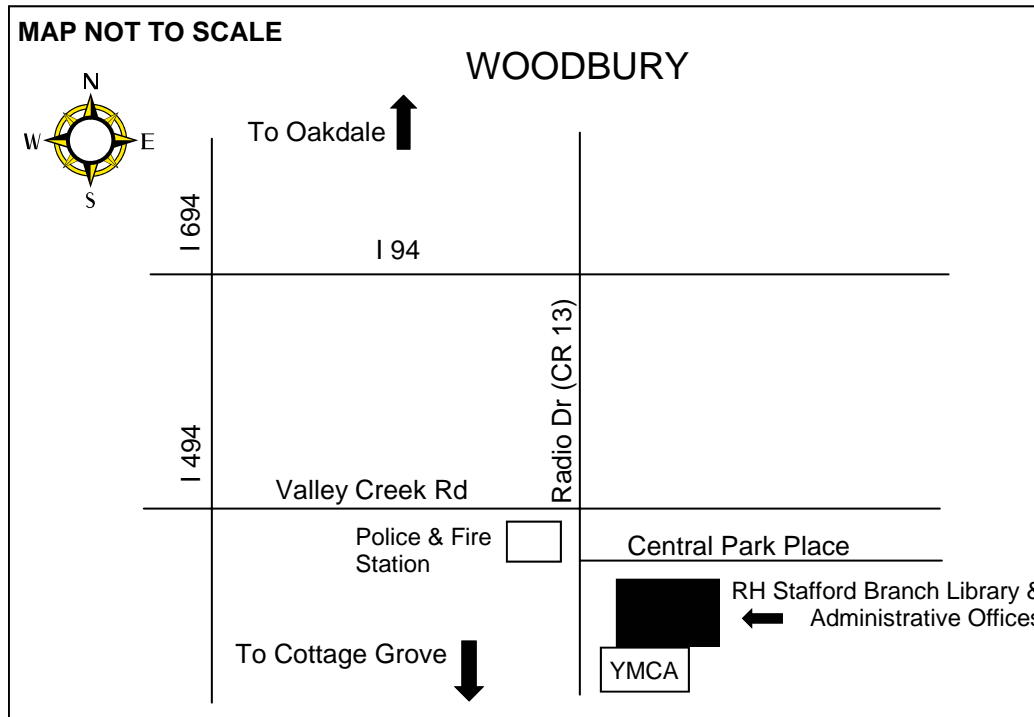 MAP NOT TO SCALE
WOODBURY
N
W
E
S
To Oakdale
I 694
I 94
Radio Dr (CR 13)
I 494
Valley Creek Rd
Police & Fire
Station
Central Park Place
RH Stafford Branch Library &
Administrative Offices
To Cottage Grove
YMCA